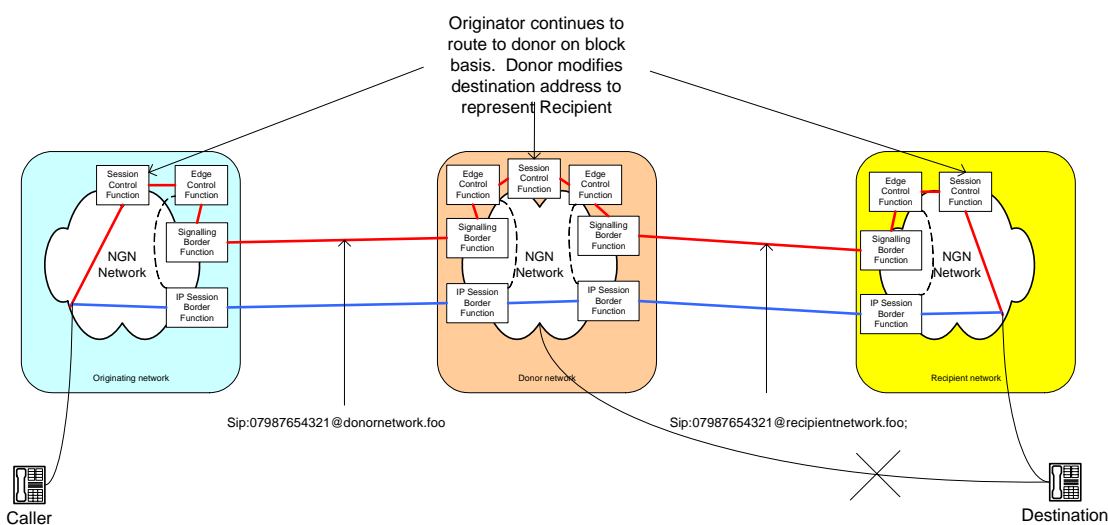 Originator continues to
route to donor on block
basis. Donor modifies
destination address to
represent Recipient
Session
Control
Function
Edge
Control
Function
Signalling
Border
Function
NGN
Network
IP Session
Border
Function
Originating network
Edge
Control
Function
Session
Control
Function
Edge
Control
Function
Signalling
Border
Function
NGN
Network
Signalling
Border
Function
IP Session
Border
Function
IP Session
Border
Function
Donor network
Edge
Control
Function
Session
Control
Function
Signalling
Border
Function
NGN
Network
IP Session
Border
Function
Recipient network
Sip:07987654321@donornetwork.foo
Sip:07987654321@recipientnetwork.foo;
Caller
Destination